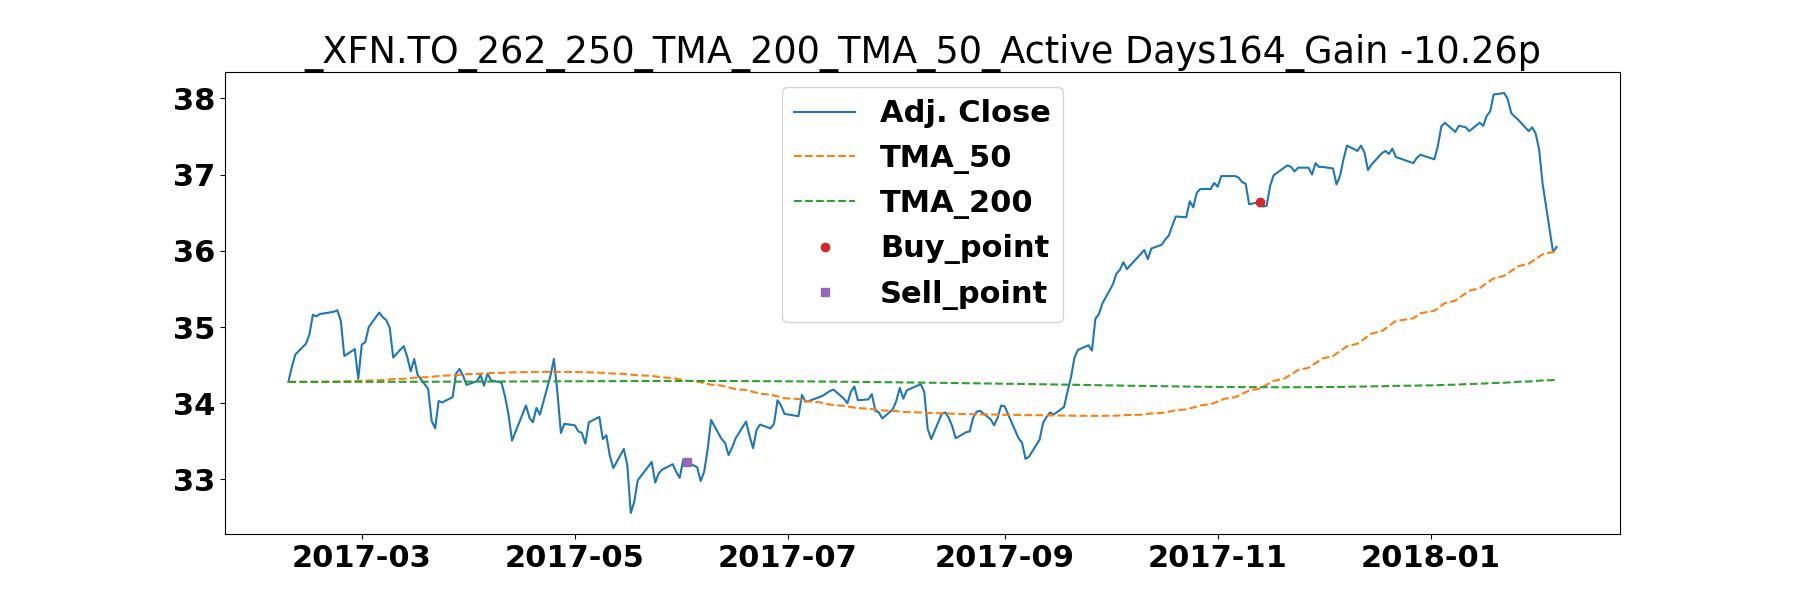 _XFN.TO_262_250_TMA_200_TMA_50_Active Days164_Gain -10.26p
38
37
36
35
34
33
Adj. Close
TMA_50
TMA_200
Buy_point
Sell_point
2017-03 2017-05 2017-07 2017-09 2017-11 2018-01